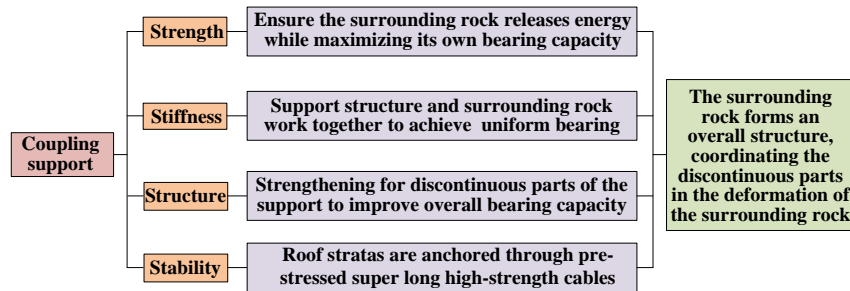 Coupling
support
Strength
Ensure the surrounding rock releases energy
while maximizing its own bearing capacity
Stiffness
Support structure and surrounding rock
work together to achieve uniform bearing
Structure
Strengthening for discontinuous parts of the
support to improve overall bearing capacity
Stability
Roof stratas are anchored through pre-
stressed super long high-strength cables
The surrounding
rock forms an
overall structure,
coordinating the
discontinuous parts
in the deformation of
the surrounding rock